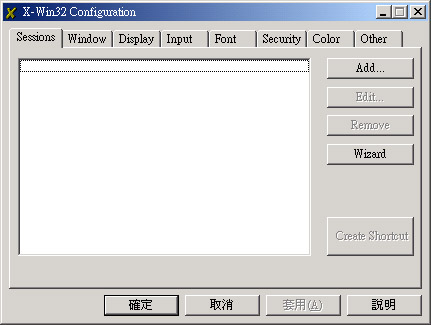 X-Win32 Configuration
Sessions Window Display Input Font Security Color Other
Add...
Edit...
Remove
Wizard
Create Shortcut
確定 取消 套用(A) 說明